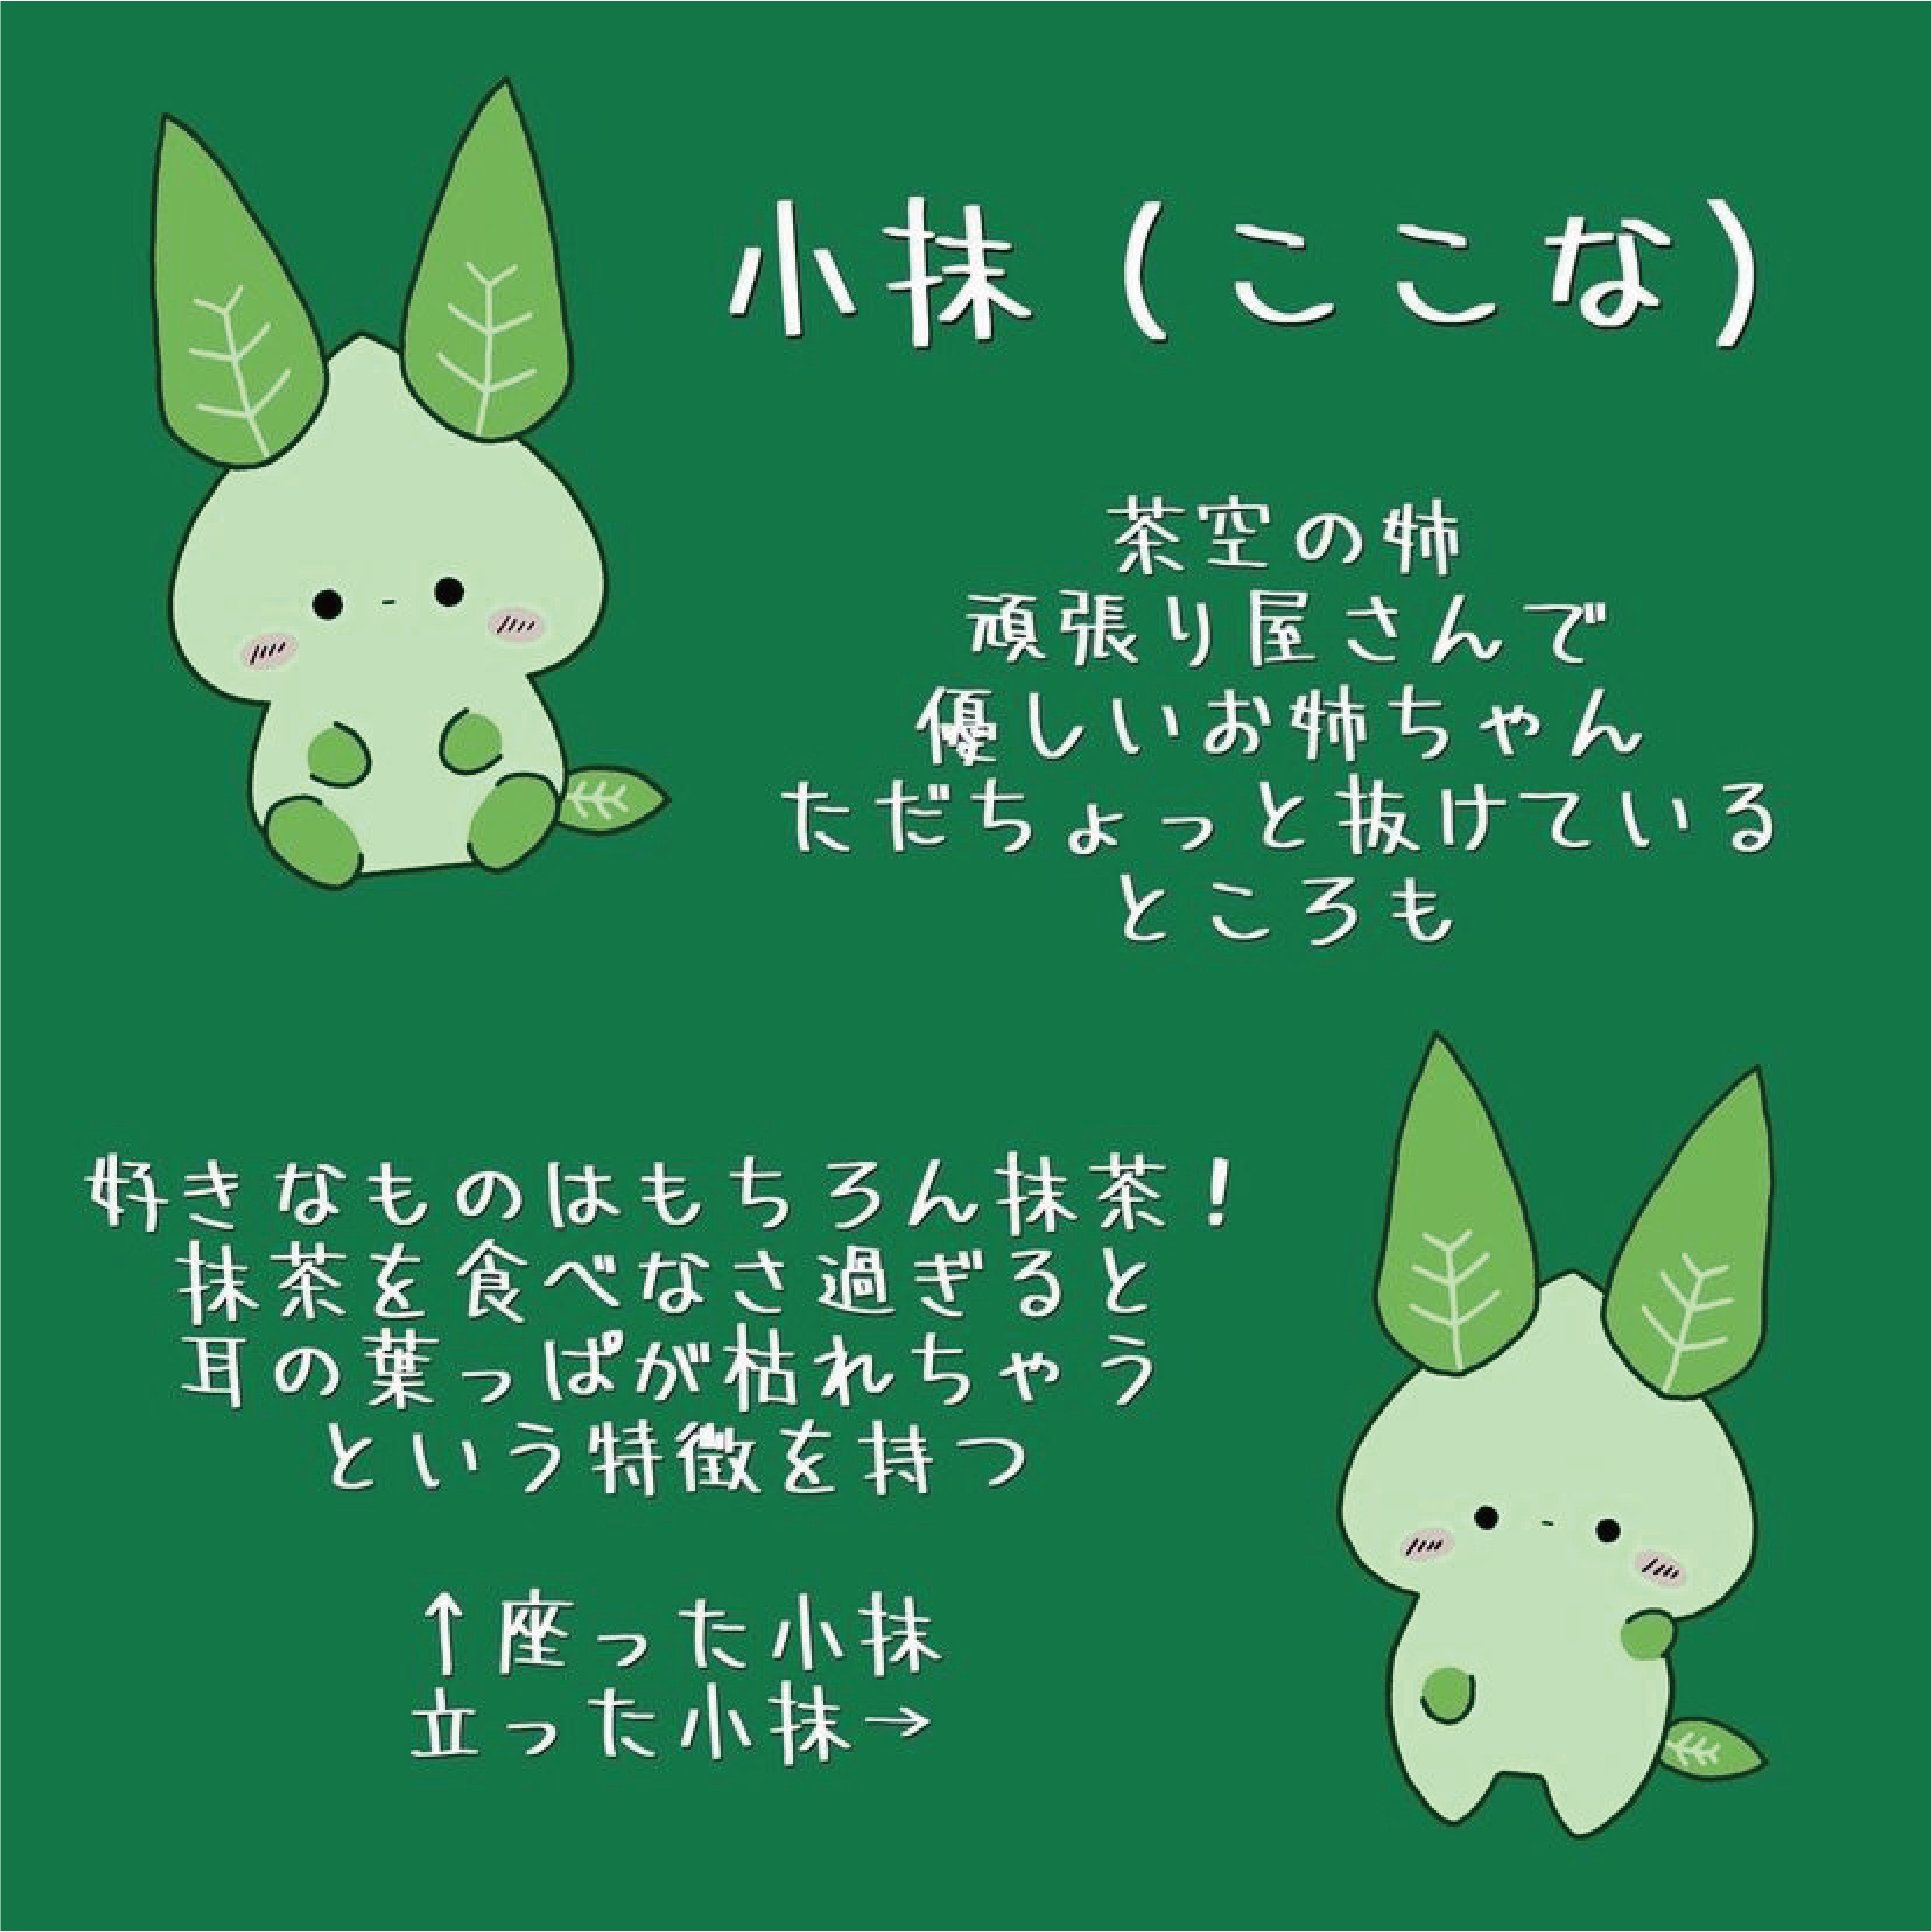 小抹(ここな)
茶空の姉
頑張り屋さんで
優しいお姉ちゃん
ただちょっと抜けている
ところも
好きなものはもちろん抹茶！
抹茶を食べなさ過ぎると
耳の葉っぱが枯れちゃう
という特徴を持つ
↑座った小抹
立った小抹→